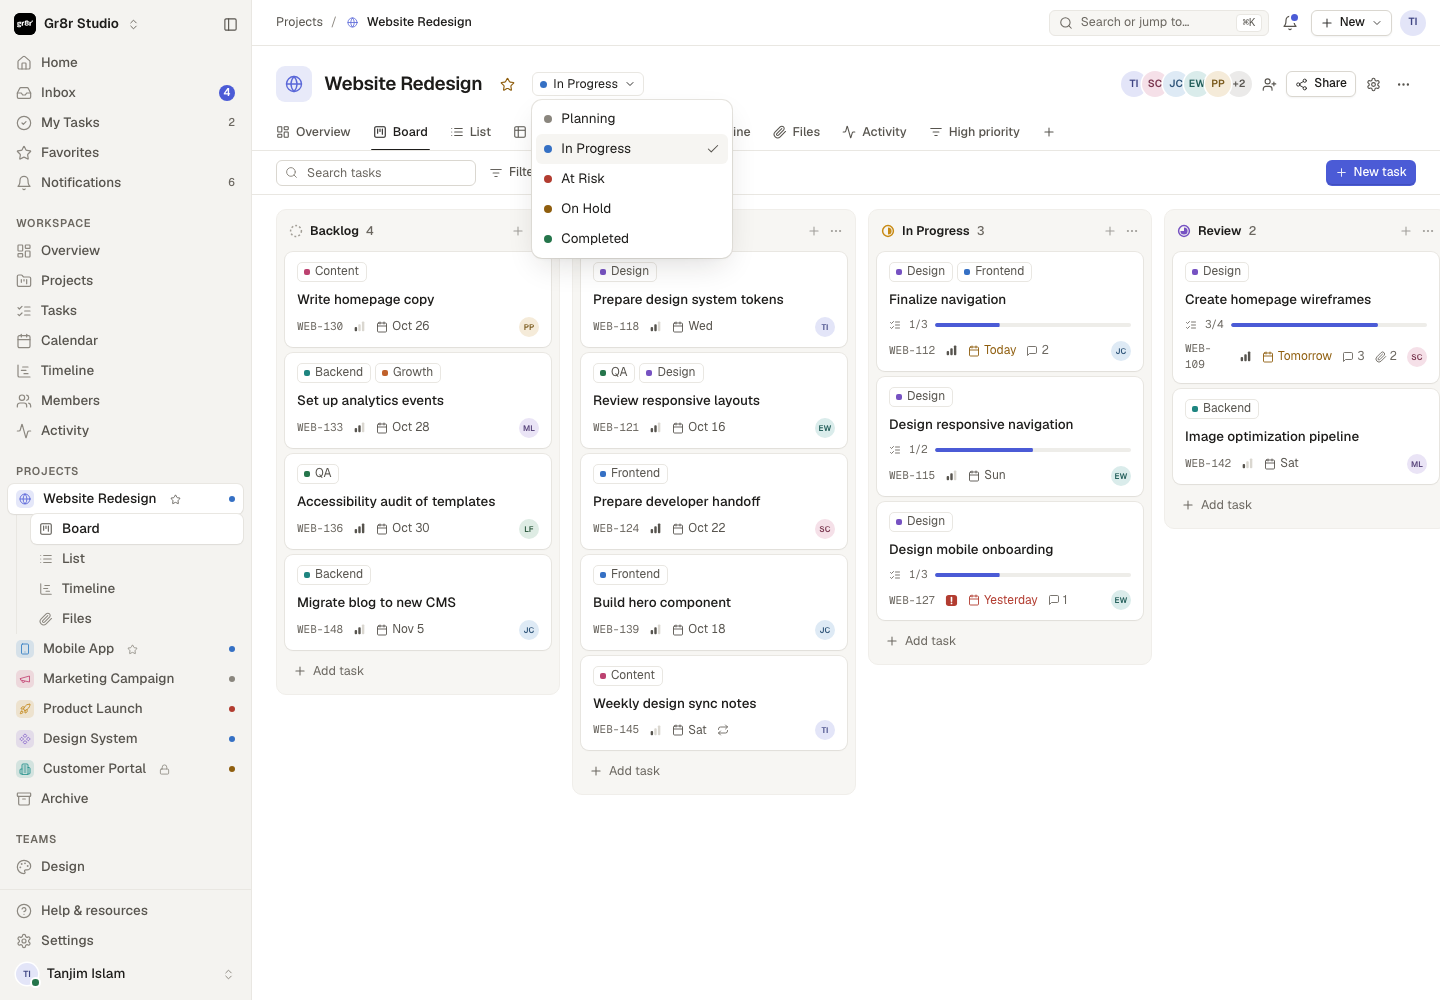 gr8r
Gr8r Studio
Home
Inbox 4
My Tasks 2
Favorites
Notifications 6
WORKSPACE
Overview
Projects
Tasks
Calendar
Timeline
Members
Activity
PROJECTS
Website Redesign
Board
List
Timeline
Files
Mobile App
Marketing Campaign
Product Launch
Design System
Customer Portal
Archive
TEAMS
Design
Help & resources
Settings
TI Tanjim Islam
Projects / Website Redesign
Search or jump to... ⌘K
New
TI
Website Redesign
In Progress
TI SC JC EW PP +2
Share
Planning
In Progress
At Risk
On Hold
Completed
Overview
Board
List
ine
Files
Activity
High priority
Search tasks
Filte
New task
Backlog 4
Content
Write homepage copy
WEB-130 Oct 26 PP
Backend Growth
Set up analytics events
WEB-133 Oct 28 ML
QA
Accessibility audit of templates
WEB-136 Oct 30 LF
Backend
Migrate blog to new CMS
WEB-148 Nov 5 JC
Add task
Design
Prepare design system tokens
WEB-118 Wed TI
QA Design
Review responsive layouts
WEB-121 Oct 16 EW
Frontend
Prepare developer handoff
WEB-124 Oct 22 SC
Frontend
Build hero component
WEB-139 Oct 18 JC
Content
Weekly design sync notes
WEB-145 Sat TI
Add task
In Progress 3
Design Frontend
Finalize navigation
1/3
WEB-112 Today 2 JC
Design
Design responsive navigation
1/2
WEB-115 Sun EW
Design
Design mobile onboarding
1/3
WEB-127 Yesterday 1 EW
Add task
Review 2
Design
Create homepage wireframes
3/4
WEB-
109 Tomorrow 3 2 SC
Backend
Image optimization pipeline
WEB-142 Sat ML
Add task